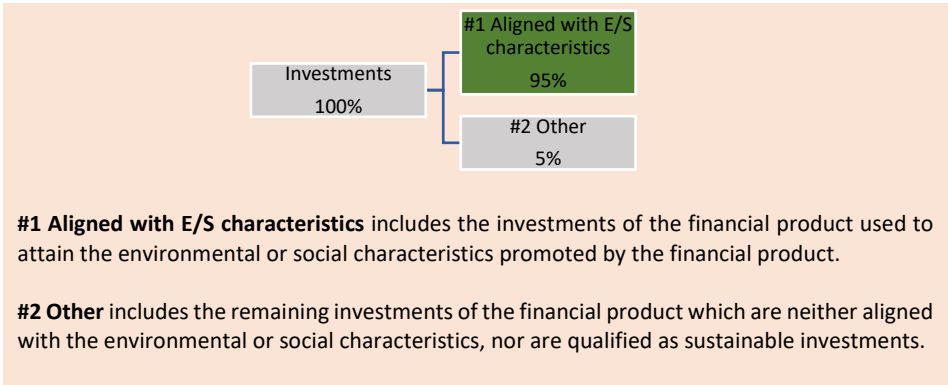 #1 Aligned with E/S
characteristics
95%
Investments
100%
#2 Other
5%
#1 Aligned with E/S characteristics includes the investments of the financial product used to
attain the environmental or social characteristics promoted by the financial product.
#2 Other includes the remaining investments of the financial product which are neither aligned
with the environmental or social characteristics, nor are qualified as sustainable investments.